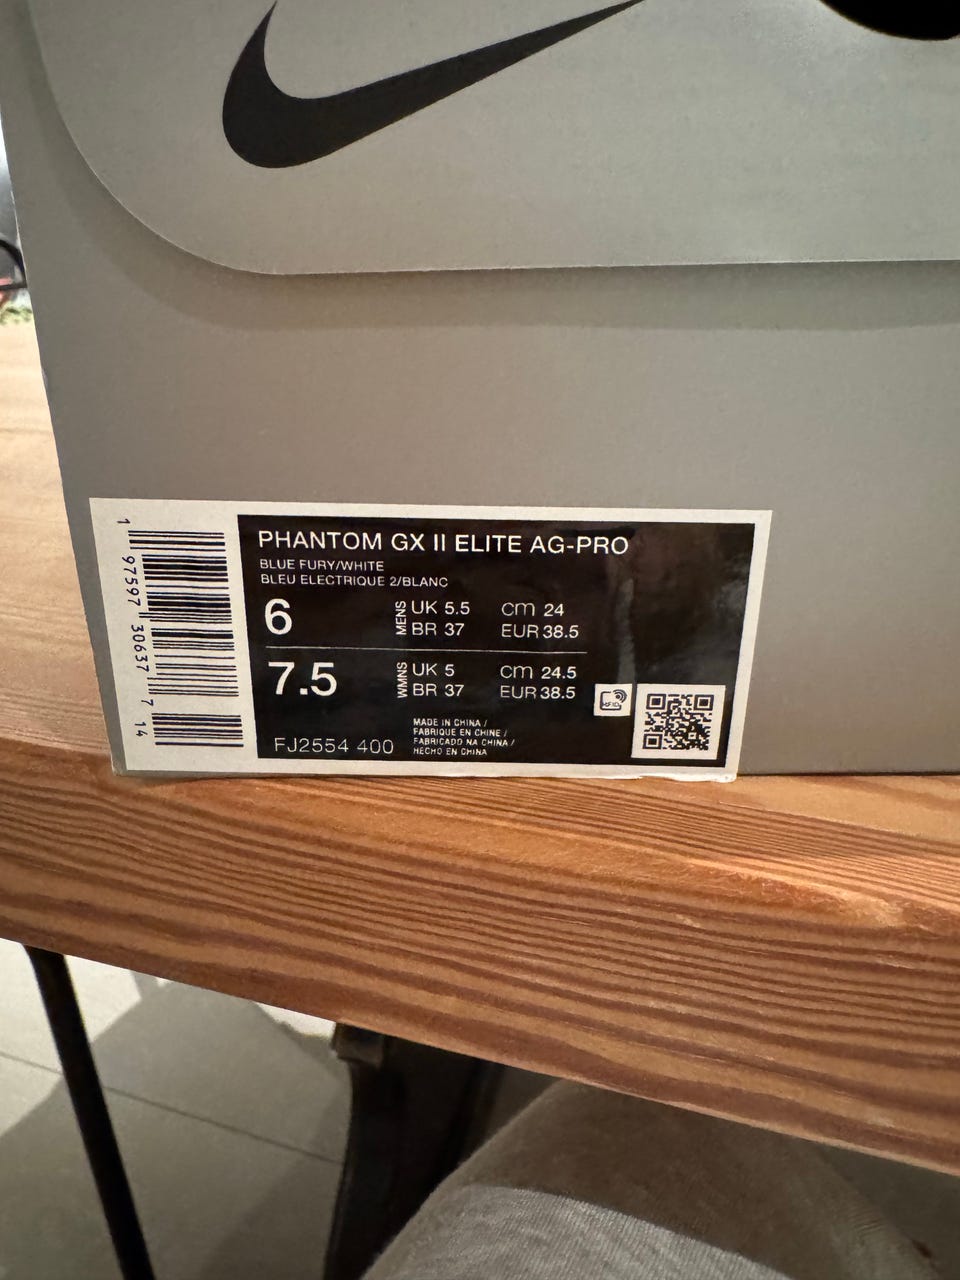 PHANTOM GX II ELITE AG-PRO
BLUE FURY/WHITE
BLEU ELECTRIQUE 2/BLANC
6 MENS UK 5.5 cm 24
BR 37 EUR 38.5
7.5 WMNS UK 5 cm 24.5
BR 37 EUR 38.5
FJ2554 400
MADE IN CHINA /
FABRIQUE EN CHINE /
FABRICADO NA CHINA /
HECHO EN CHINA
RFID
1 97597 30637 7 14